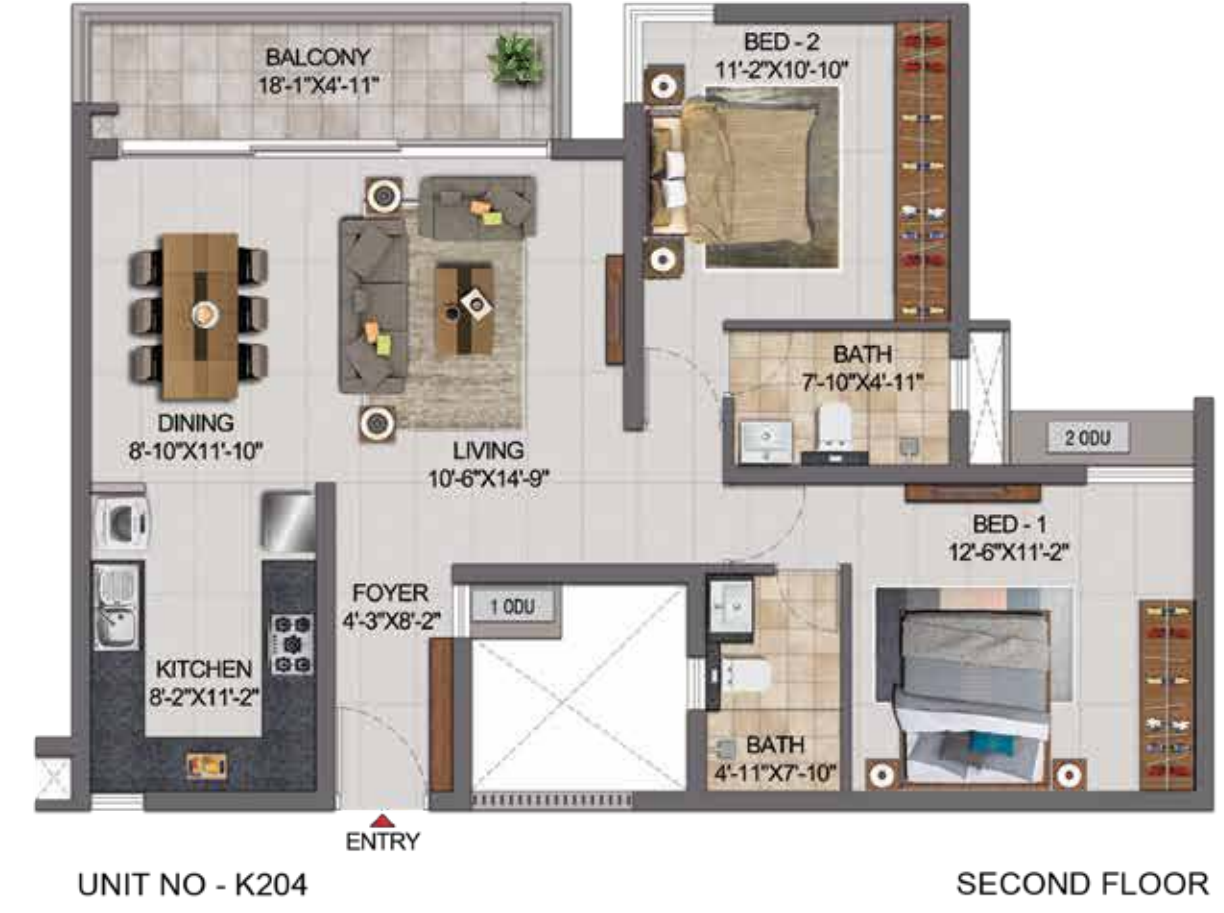 BALCONY
18'-1"X4'-11"
BED - 2
11'-2"X10'-10"
BATH
7'-10"X4'-11"
DINING
8'-10"X11'-10"
LIVING
10'-6"X14'-9"
2 ODU
BED - 1
12'-6"X11'-2"
FOYER
4'-3"X8'-2"
1 ODU
KITCHEN
8'-2"X11'-2"
BATH
4'-11"X7'-10"
ENTRY
UNIT NO - K204
SECOND FLOOR